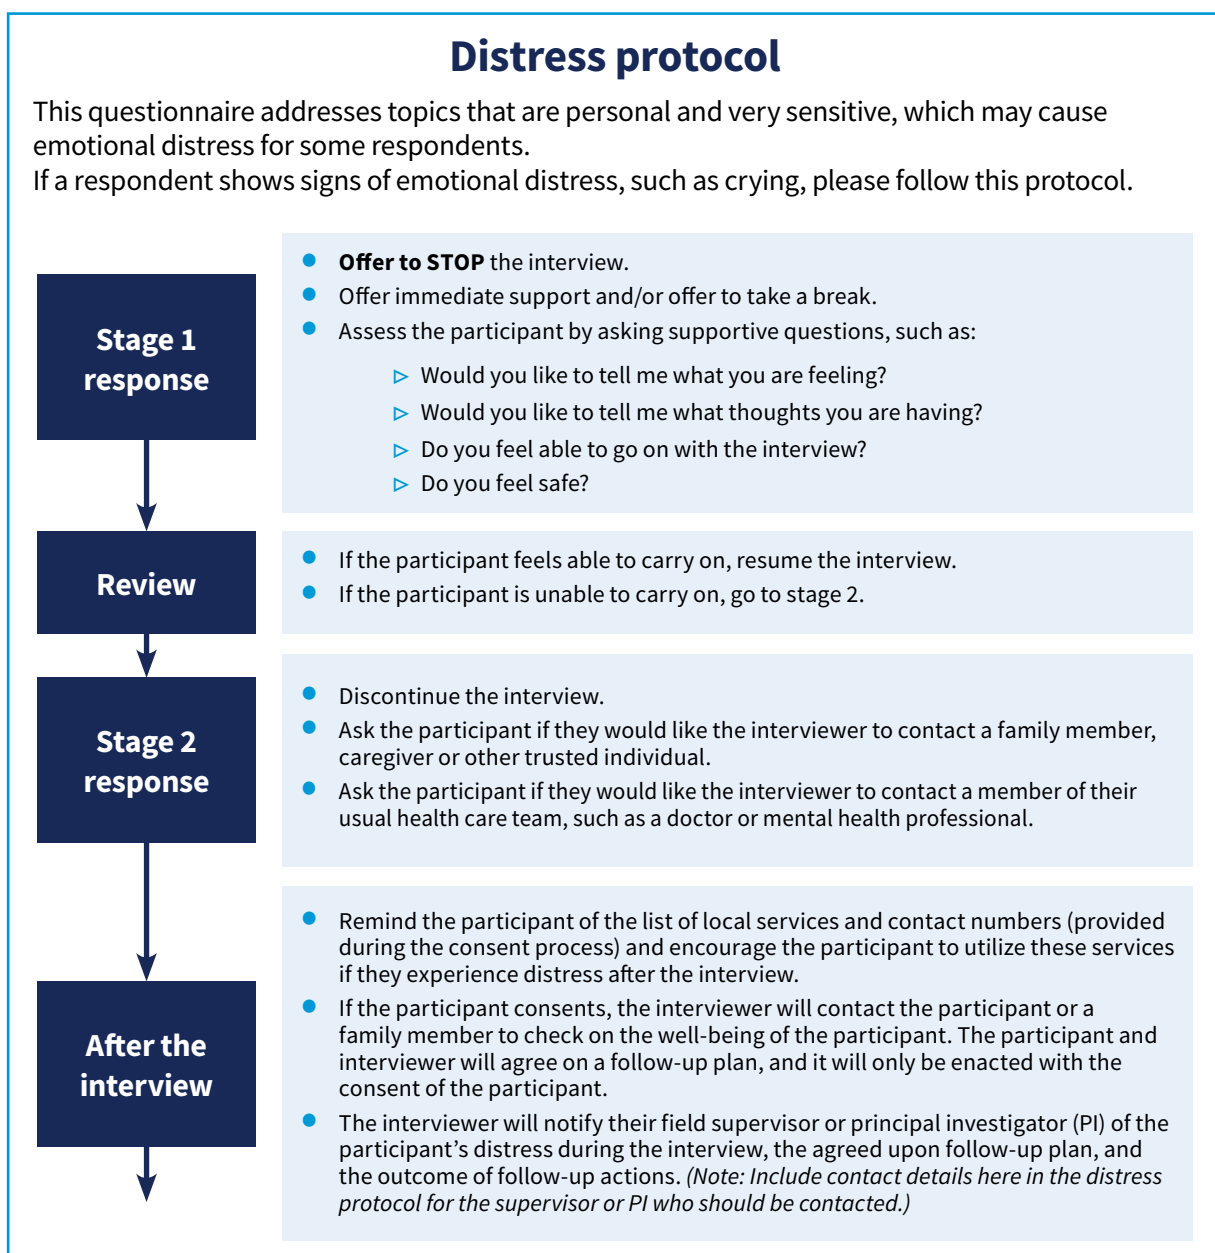 Distress protocol
This questionnaire addresses topics that are personal and very sensitive, which may cause
emotional distress for some respondents.
If a respondent shows signs of emotional distress, such as crying, please follow this protocol.
Stage 1
response
Offer to STOP the interview.
Offer immediate support and/or offer to take a break.
Assess the participant by asking supportive questions, such as:
Would you like to tell me what you are feeling?
Would you like to tell me what thoughts you are having?
Do you feel able to go on with the interview?
Do you feel safe?
Review
If the participant feels able to carry on, resume the interview.
If the participant is unable to carry on, go to stage 2.
Stage 2
response
Discontinue the interview.
Ask the participant if they would like the interviewer to contact a family member,
caregiver or other trusted individual.
Ask the participant if they would like the interviewer to contact a member of their
usual health care team, such as a doctor or mental health professional.
After the
interview
Remind the participant of the list of local services and contact numbers (provided
during the consent process) and encourage the participant to utilize these services
if they experience distress after the interview.
If the participant consents, the interviewer will contact the participant or a
family member to check on the well-being of the participant. The participant and
interviewer will agree on a follow-up plan, and it will only be enacted with the
consent of the participant.
The interviewer will notify their field supervisor or principal investigator (PI) of the
participant's distress during the interview, the agreed upon follow-up plan, and
the outcome of follow-up actions. (Note: Include contact details here in the distress
protocol for the supervisor or PI who should be contacted.)